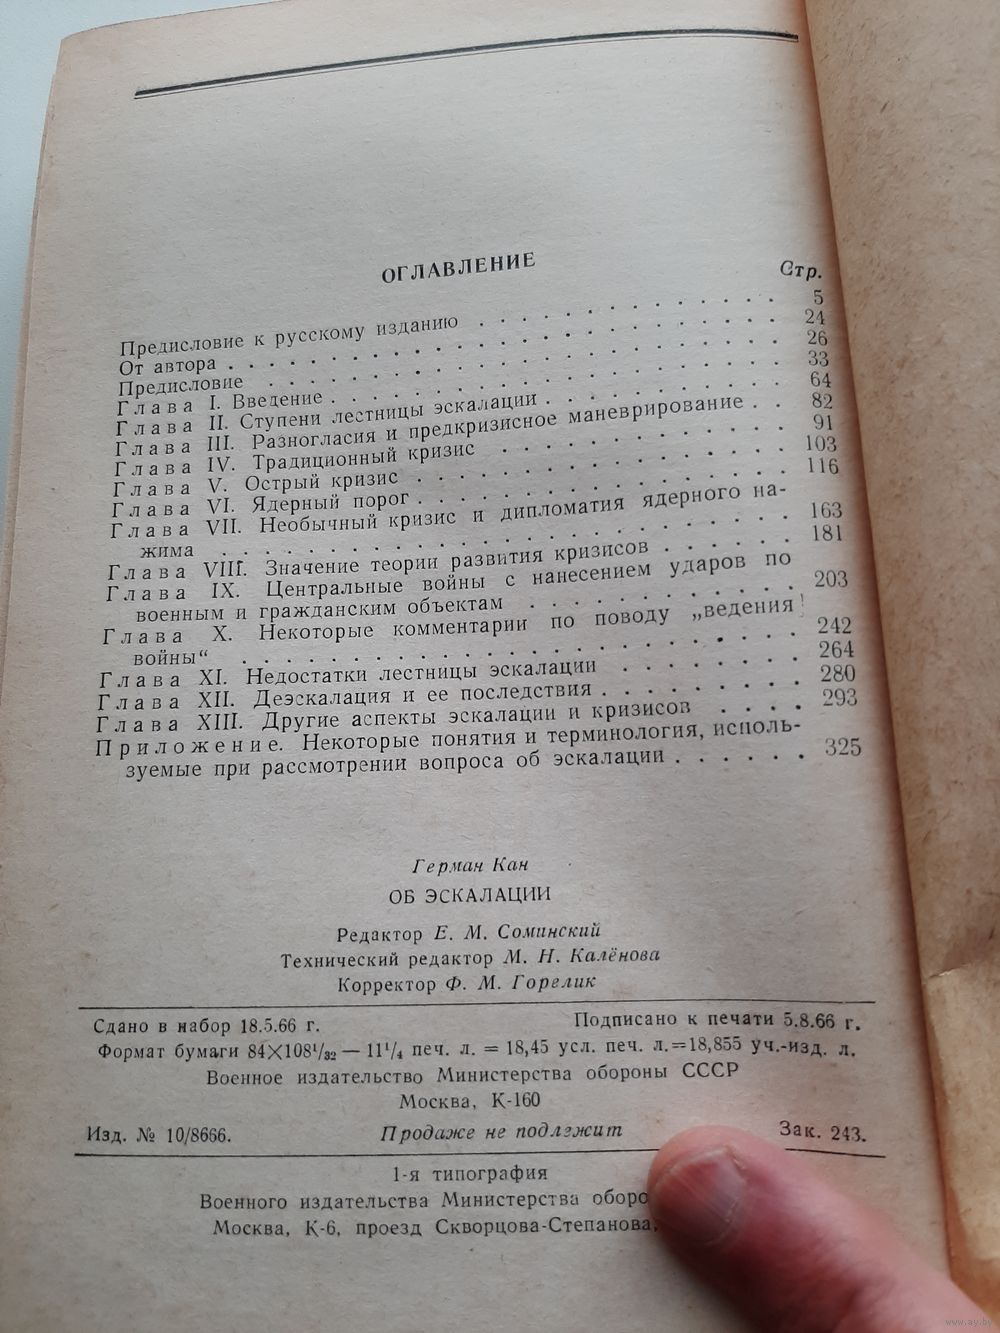 ОГЛАВЛЕНИЕ
Стр.
Предисловие к русскому изданию . . . . . . . . . . . . . 5
От автора . . . . . . . . . . . . . . . . . . . . . 24
Предисловие . . . . . . . . . . . . . . . . . . . . 26
Глава I. Введение . . . . . . . . . . . . . . . . . 33
Глава II. Ступени лестницы эскалации . . . . . . . . . 64
Глава III. Разногласия и предкризисное маневрирование . . 82
Глава IV. Традиционный кризис . . . . . . . . . . . . 91
Глава V. Острый кризис . . . . . . . . . . . . . . . 103
Глава VI. Ядерный порог . . . . . . . . . . . . . . . 116
Глава VII. Необычный кризис и дипломатия ядерного на-
жима . . . . . . . . . . . . . . . . . . . . . 163
Глава VIII. Значение теории развития кризисов . . . . . . 181
Глава IX. Центральные войны с нанесением ударов по
военным и гражданским объектам . . . . . . . . . . 203
Глава X. Некоторые комментарии по поводу „ведения
войны“ . . . . . . . . . . . . . . . . . . . . 242
Глава XI. Недостатки лестницы эскалации . . . . . . . . 264
Глава XII. Деэскалация и ее последствия . . . . . . . . . 280
Глава XIII. Другие аспекты эскалации и кризисов . . . . 293
Приложение. Некоторые понятия и терминология, исполь-
зуемые при рассмотрении вопроса об эскалации . . . . . . 325
Герман Кан
ОБ ЭСКАЛАЦИИ
Редактор Е. М. Соминский
Технический редактор М. Н. Калёнова
Корректор Ф. М. Горелик
Сдано в набор 18.5.66 г. Подписано к печати 5.8.66 г.
Формат бумаги 84×108¹/₃₂ — 11¹/₄ печ. л. = 18,45 усл. печ. л.=18,855 уч.-изд. л.
Военное издательство Министерства обороны СССР
Москва, К-160
Изд. № 10/8666. Продаже не подлежит Зак. 243.
1-я типография
Военного издательства Министерства оборо
Москва, К-6, проезд Скворцова-Степанова,
www.ay.by